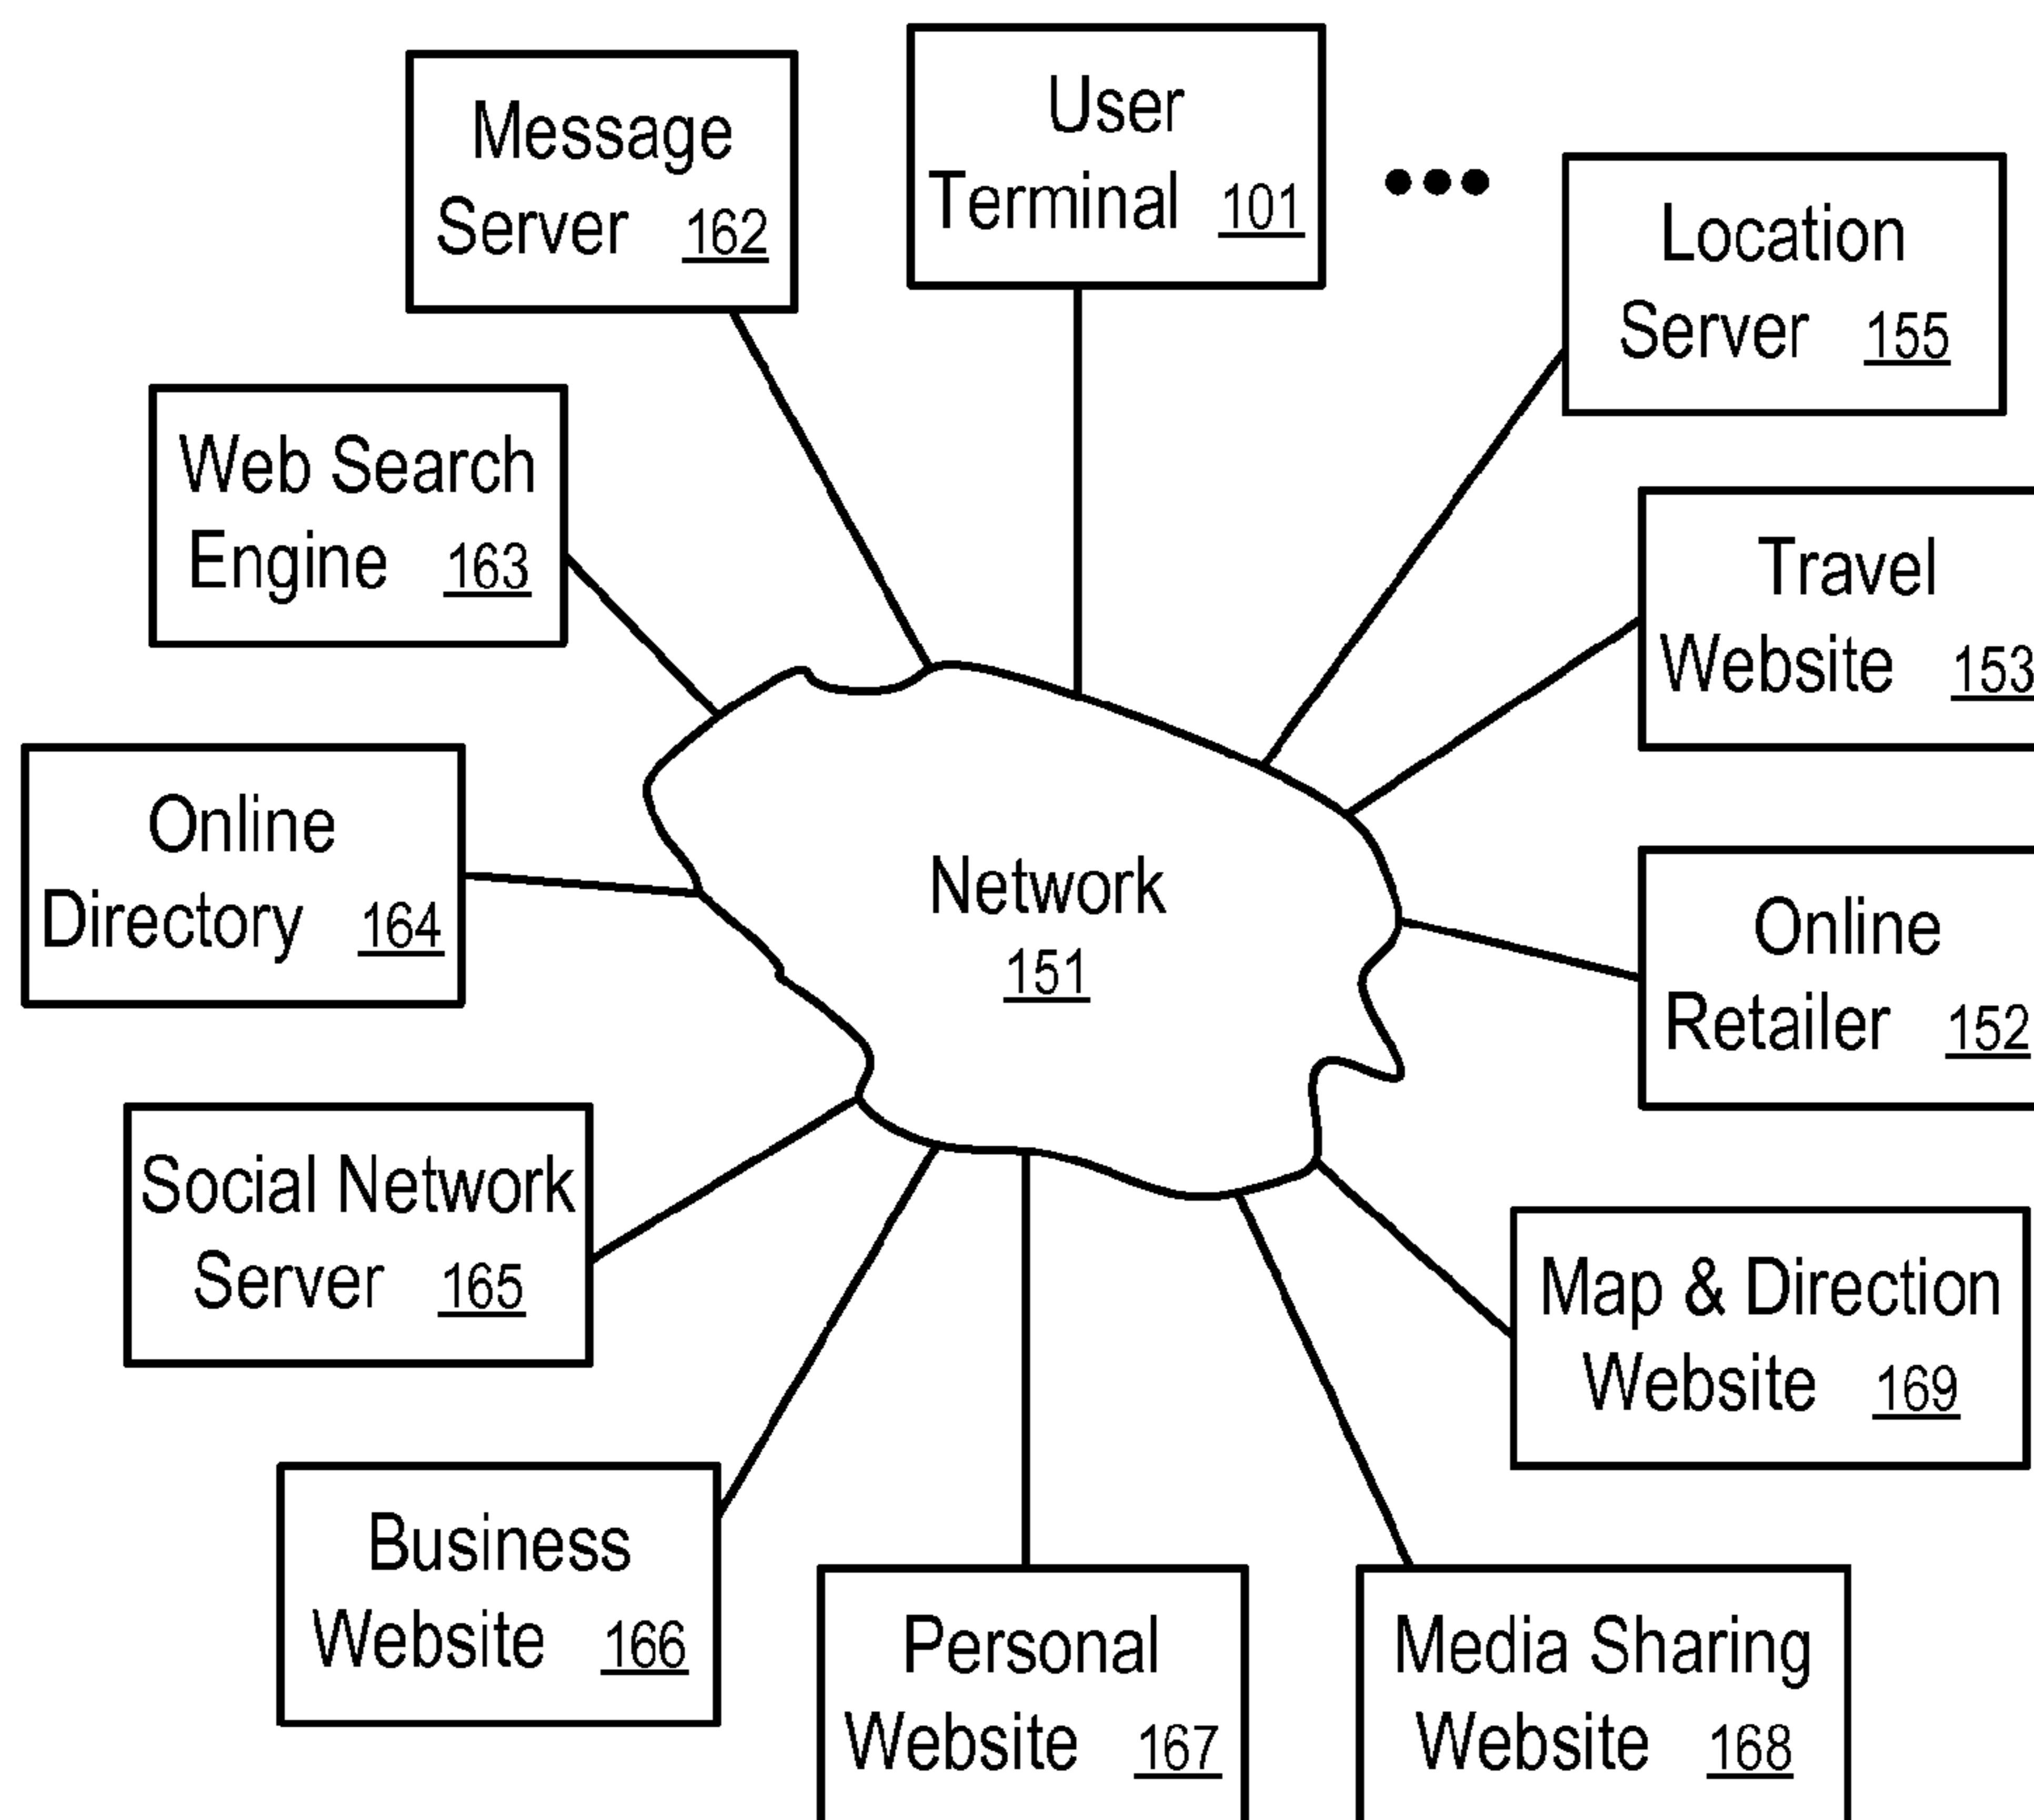 Message
Server 162
User
Terminal 101
Location
Server 155
Web Search
Engine 163
Travel
Website 153
Online
Directory 164
Network
151
Online
Retailer 152
Social Network
Server 165
Map & Direction
Website 169
Business
Website 166
Personal
Website 167
Media Sharing
Website 168